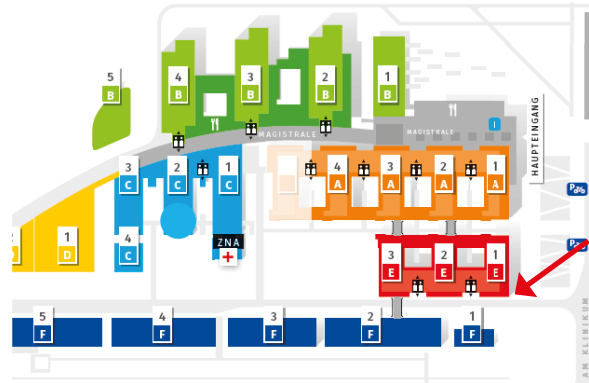 5
B
4
B
3
B
2
B
1
B
MAGISTRALE
MAGISTRALE
i
HAUPTEINGANG
3
C
2
C
1
C
4
A
3
A
2
A
1
A
P
1
D
D
4
C
ZNA
3
E
2
E
1
E
P
5
F
4
F
3
F
2
F
1
F
AM KLINIKUM